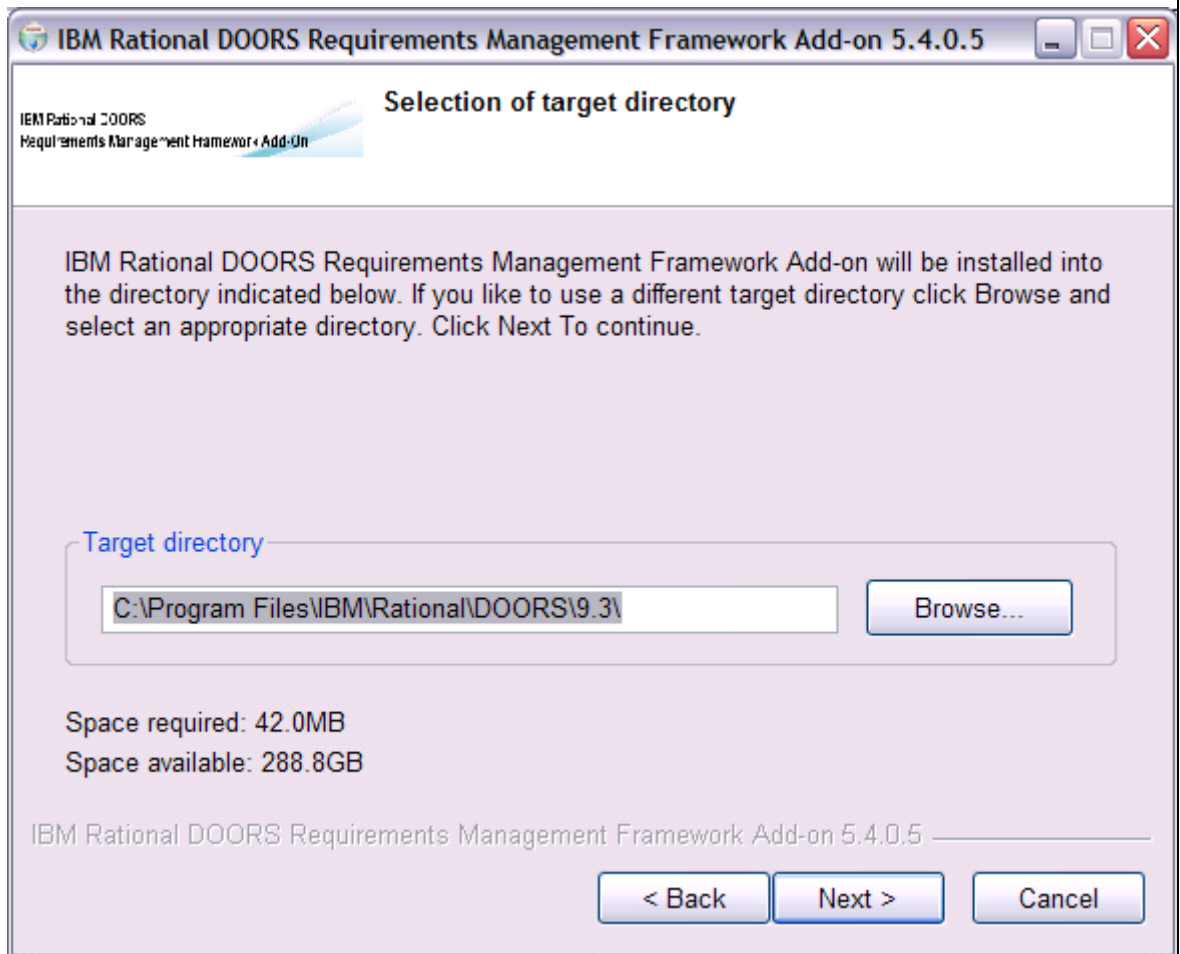 IBM Rational DOORS Requirements Management Framework Add-on 5.4.0.5
IBM Rational DOORS
Requirements Management Framework Add-On
Selection of target directory
IBM Rational DOORS Requirements Management Framework Add-on will be installed into
the directory indicated below. If you like to use a different target directory click Browse and
select an appropriate directory. Click Next To continue.
Target directory
C:\Program Files\IBM\Rational\DOORS\9.3\
Browse...
Space required: 42.0MB
Space available: 288.8GB
IBM Rational DOORS Requirements Management Framework Add-on 5.4.0.5
< Back
Next >
Cancel